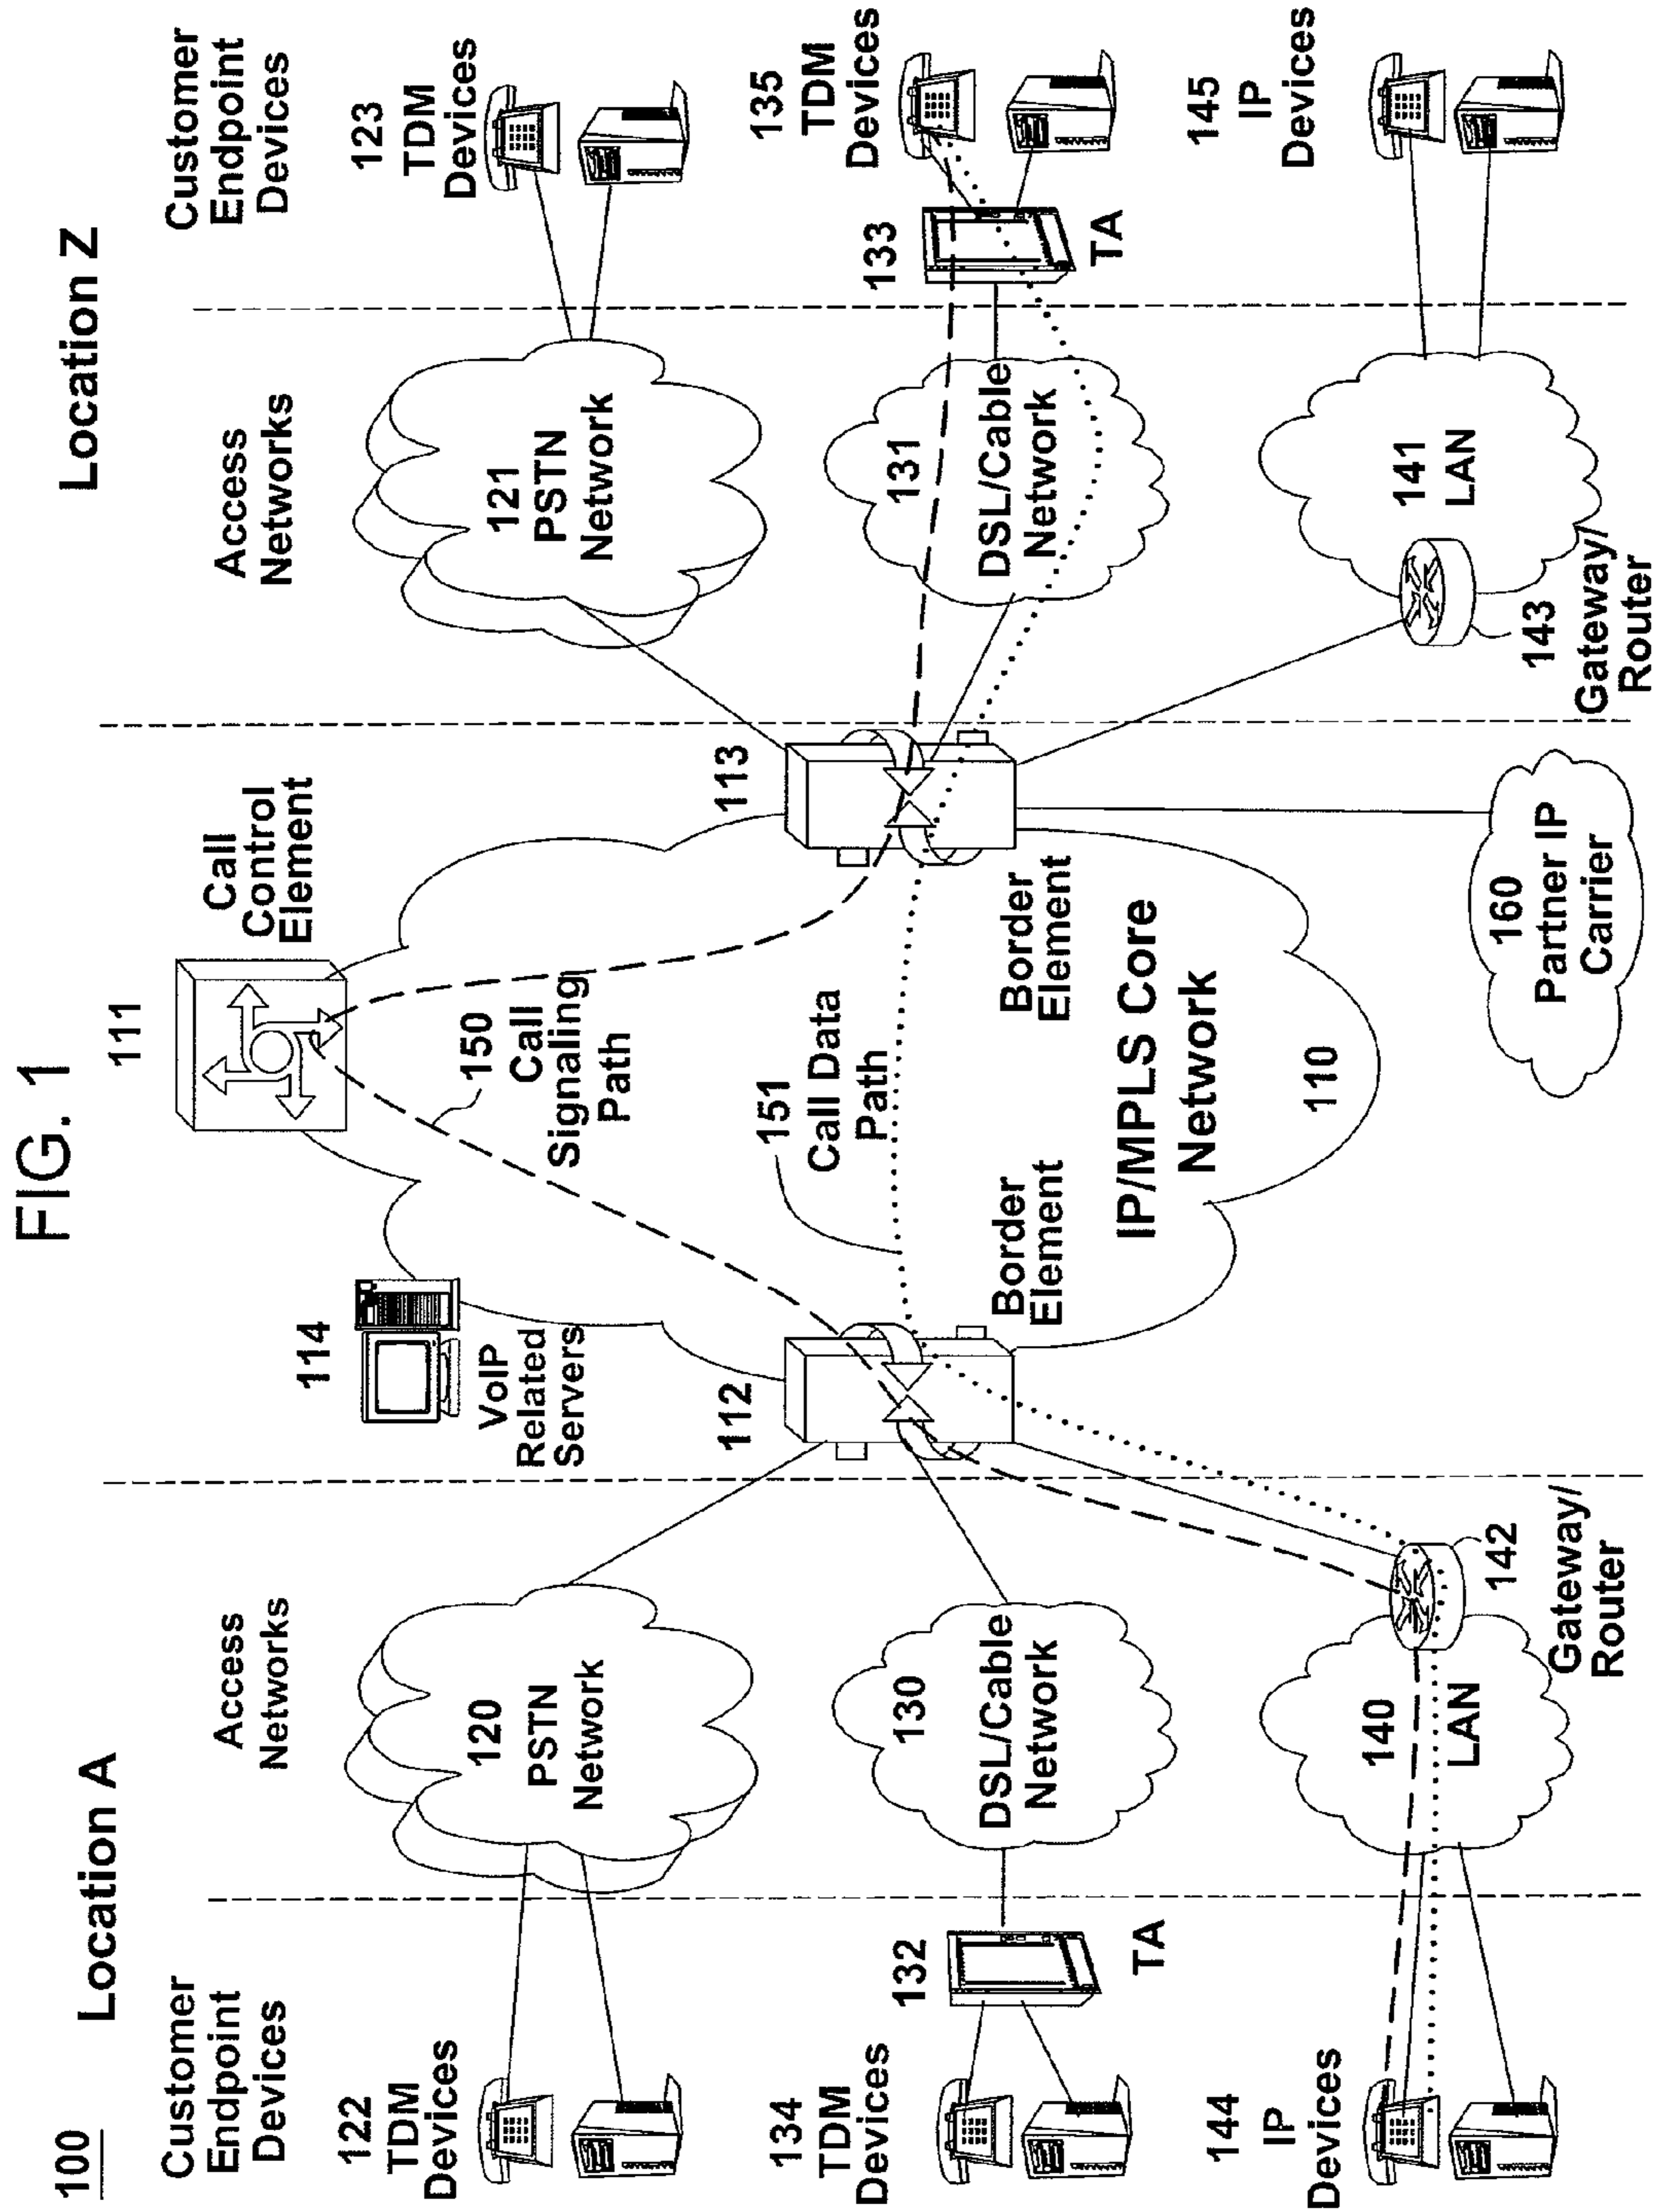 FIG. 1
100
Location A
Location Z
Customer
Endpoint
Devices
Access
Networks
111
Call
Control
Element
Access
Networks
Customer
Endpoint
Devices
122
TDM
Devices
120
PSTN
Network
114
VoIP
Related
Servers
150
Call
Signaling
Path
121
PSTN
Network
123
TDM
Devices
134
TDM
Devices
132
TA
130
DSL/Cable
Network
112
Border
Element
151
Call Data
Path
113
Border
Element
131
DSL/Cable
Network
133
TA
135
TDM
Devices
IP/MPLS Core
Network
110
144
IP
Devices
140
LAN
142
Gateway/
Router
160
Partner IP
Carrier
143
Gateway/
Router
141
LAN
145
IP
Devices